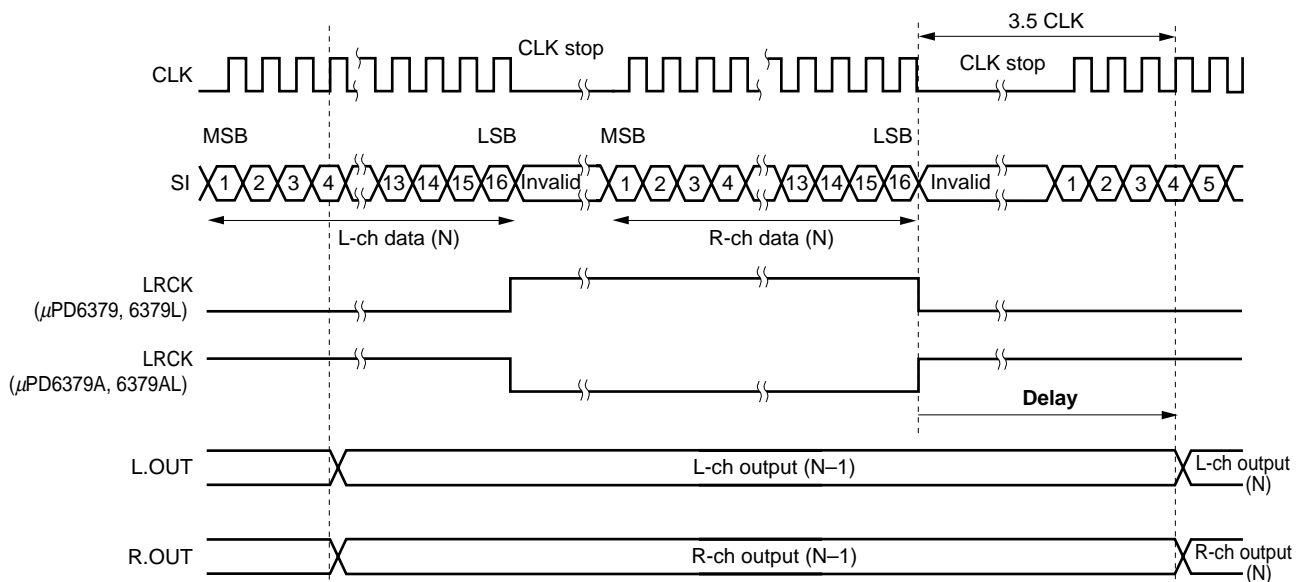 3.5 CLK
CLK stop
CLK stop
CLK
MSB
LSB
MSB
LSB
SI
1 2 3 4 13 14 15 16 Invalid 1 2 3 4 13 14 15 16 Invalid 1 2 3 4 5
L-ch data (N)
R-ch data (N)
LRCK
(μPD6379, 6379L)
LRCK
(μPD6379A, 6379AL)
Delay
L.OUT
L-ch output (N–1)
L-ch output
(N)
R.OUT
R-ch output (N–1)
R-ch output
(N)